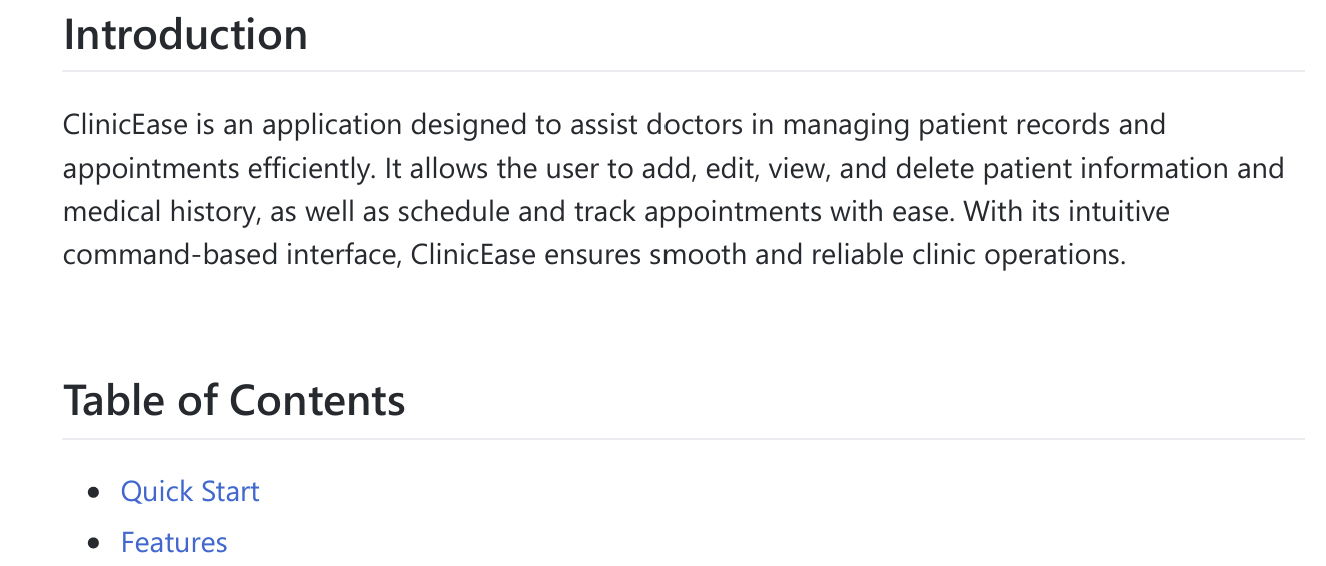 Introduction
ClinicEase is an application designed to assist doctors in managing patient records and
appointments efficiently. It allows the user to add, edit, view, and delete patient information and
medical history, as well as schedule and track appointments with ease. With its intuitive
command-based interface, ClinicEase ensures smooth and reliable clinic operations.
Table of Contents
• Quick Start
• Features